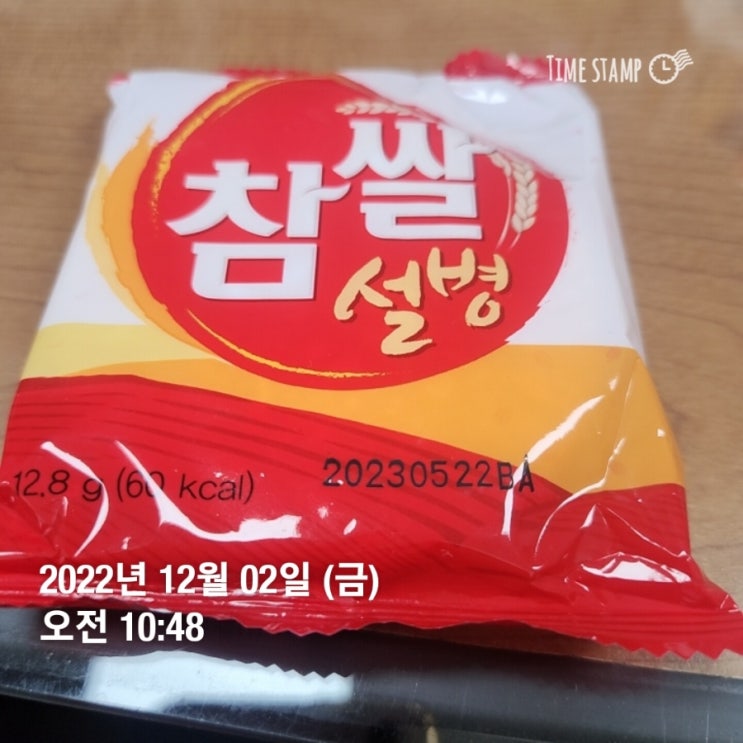 TIME STAMP
참쌀
설병
12.8 g (60 kcal)
20230522BA
2022년 12월 02일 (금)
오전 10:48